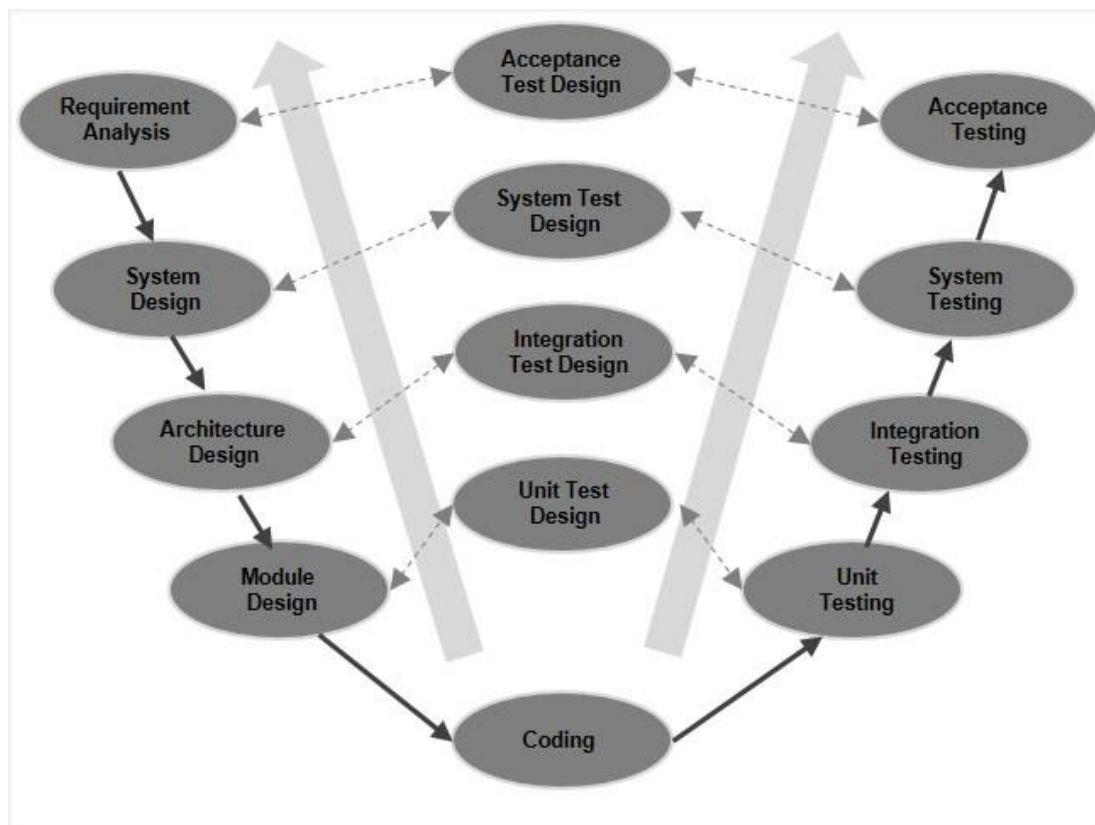 Acceptance
Test Design
Requirement
Analysis
Acceptance
Testing
System Test
Design
System
Design
System
Testing
Integration
Test Design
Architecture
Design
Integration
Testing
Unit Test
Design
Module
Design
Unit
Testing
Coding